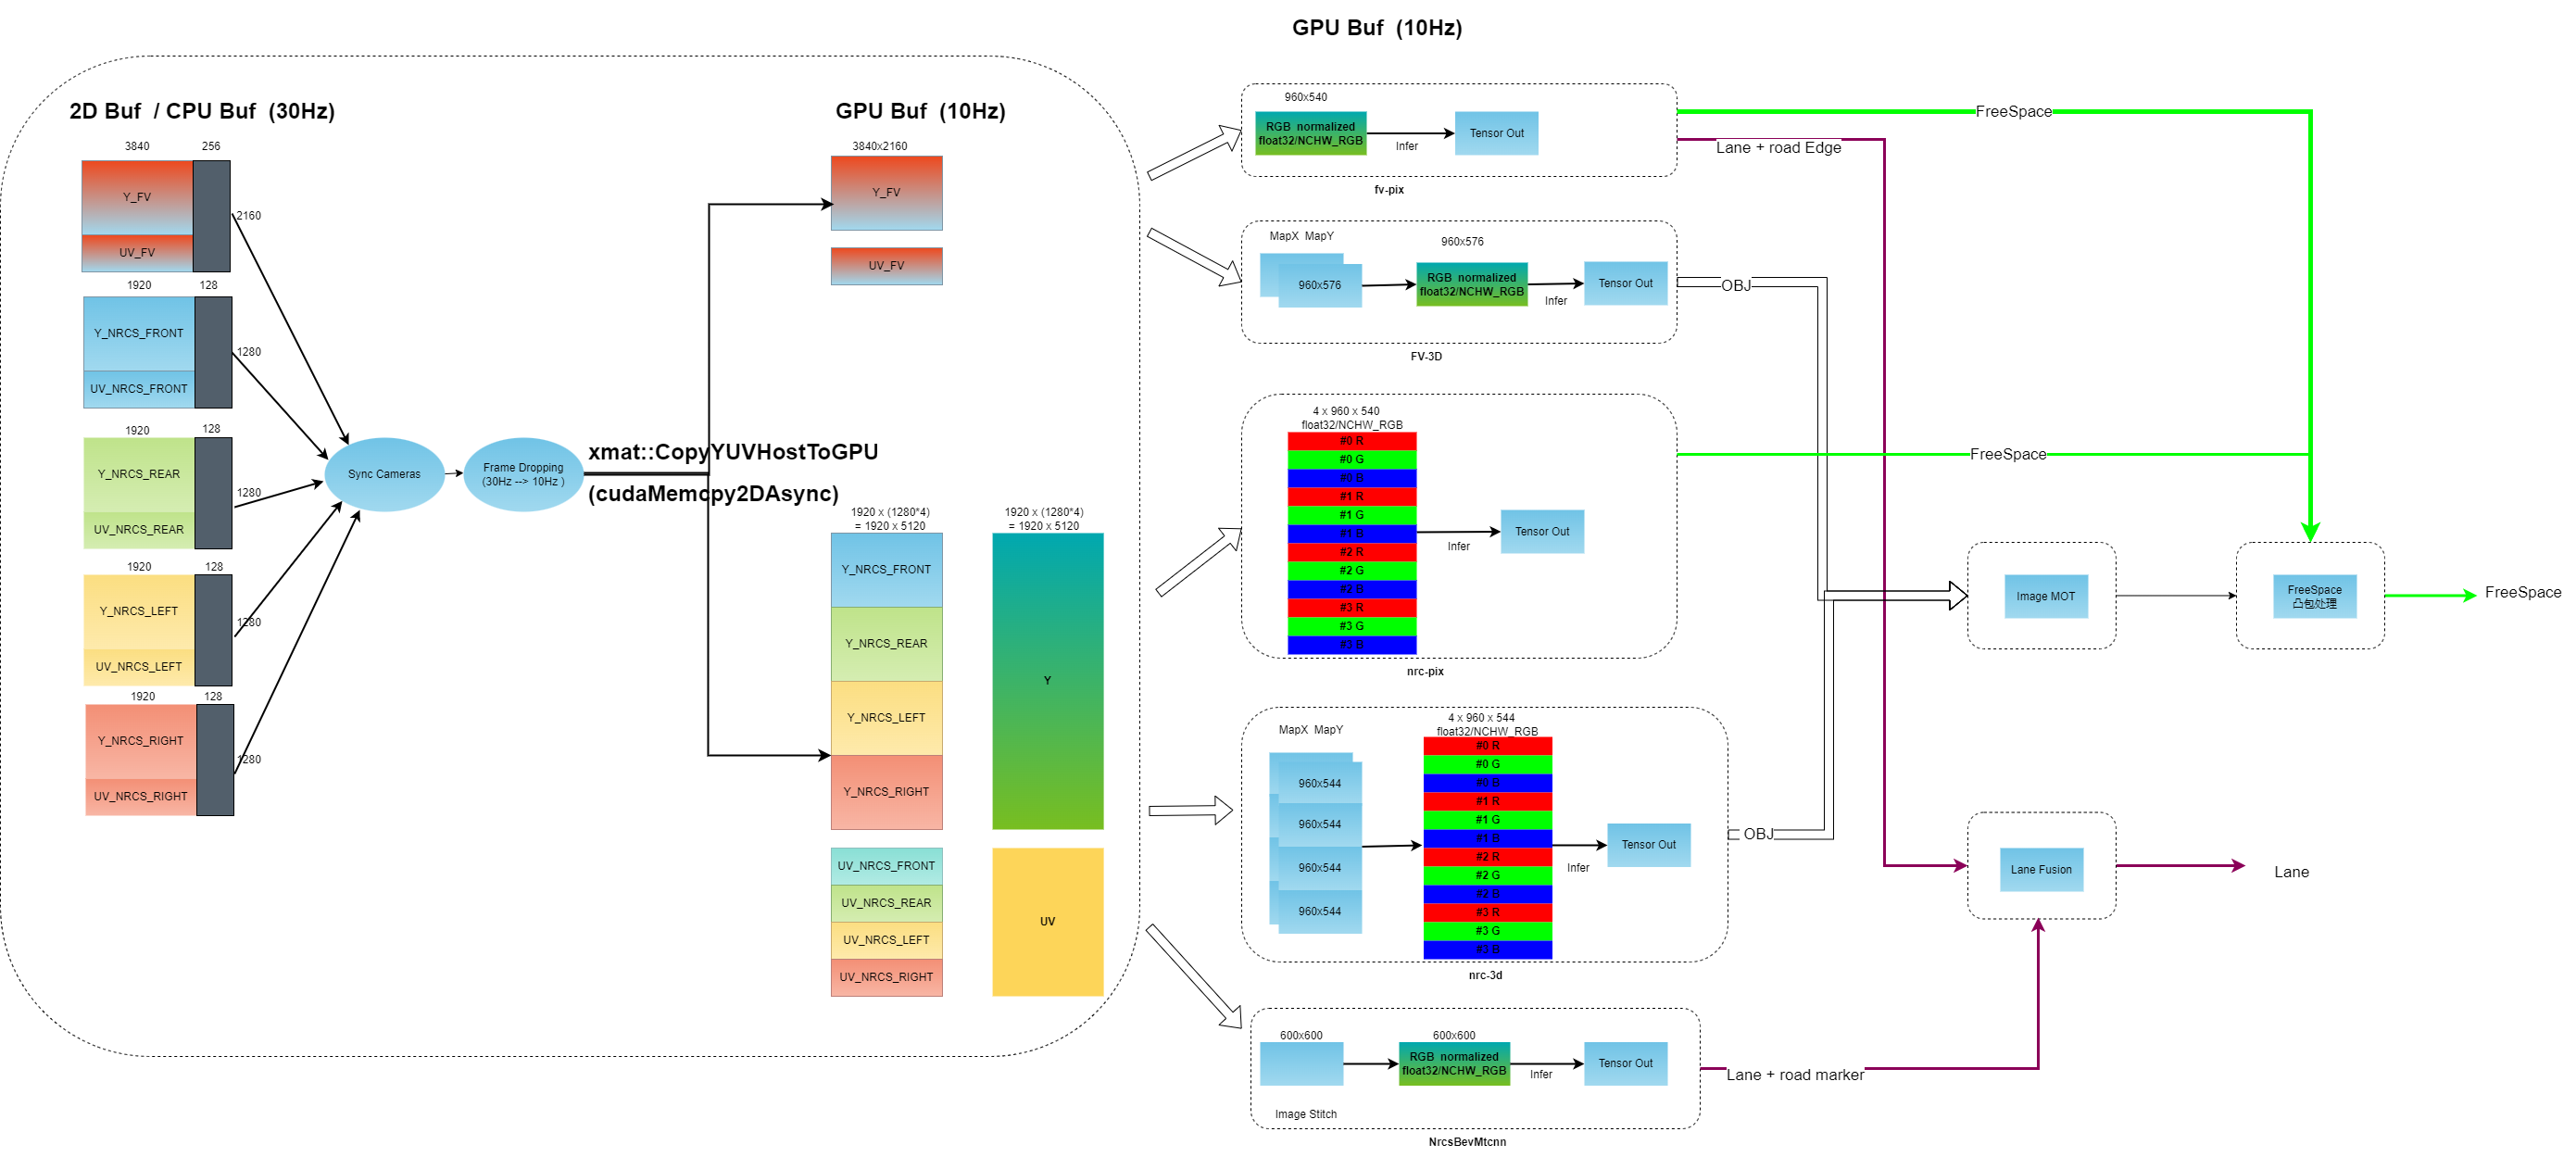 GPU Buf (10Hz)
2D Buf / CPU Buf (30Hz)
3840
256
Y_FV
UV_FV
2160
1920
128
Y_NRCS_FRONT
UV_NRCS_FRONT
1280
1920
128
Y_NRCS_REAR
UV_NRCS_REAR
1280
1920
128
Y_NRCS_LEFT
UV_NRCS_LEFT
1280
1920
128
Y_NRCS_RIGHT
UV_NRCS_RIGHT
1280
Sync Cameras
Frame Dropping
(30Hz --> 10Hz )
xmat::CopyYUVHostToGPU
(cudaMemcpy2DAsync)
GPU Buf (10Hz)
3840x2160
Y_FV
UV_FV
1920 x (1280*4)
= 1920 x 5120
Y_NRCS_FRONT
Y_NRCS_REAR
Y_NRCS_LEFT
Y_NRCS_RIGHT
UV_NRCS_FRONT
UV_NRCS_REAR
UV_NRCS_LEFT
UV_NRCS_RIGHT
1920 x (1280*4)
= 1920 x 5120
Y
UV
960x540
RGB normalized
float32/NCHW_RGB
Infer
Tensor Out
fv-pix
MapX MapY
960x576
960x576
RGB normalized
float32/NCHW_RGB
Infer
Tensor Out
FV-3D
4 x 960 x 540
float32/NCHW_RGB
#0 R
#0 G
#0 B
#1 R
#1 G
#1 B
#2 R
#2 G
#2 B
#3 R
#3 G
#3 B
Infer
Tensor Out
nrc-pix
MapX MapY
960x544
960x544
960x544
960x544
4 x 960 x 544
float32/NCHW_RGB
#0 R
#0 G
#0 B
#1 R
#1 G
#1 B
#2 R
#2 G
#2 B
#3 R
#3 G
#3 B
Infer
Tensor Out
nrc-3d
600x600
Image Stitch
600x600
RGB normalized
float32/NCHW_RGB
Infer
Tensor Out
NrcsBevMtcnn
FreeSpace
Lane + road Edge
OBJ
FreeSpace
OBJ
Lane + road marker
Image MOT
FreeSpace
凸包处理
FreeSpace
Lane Fusion
Lane